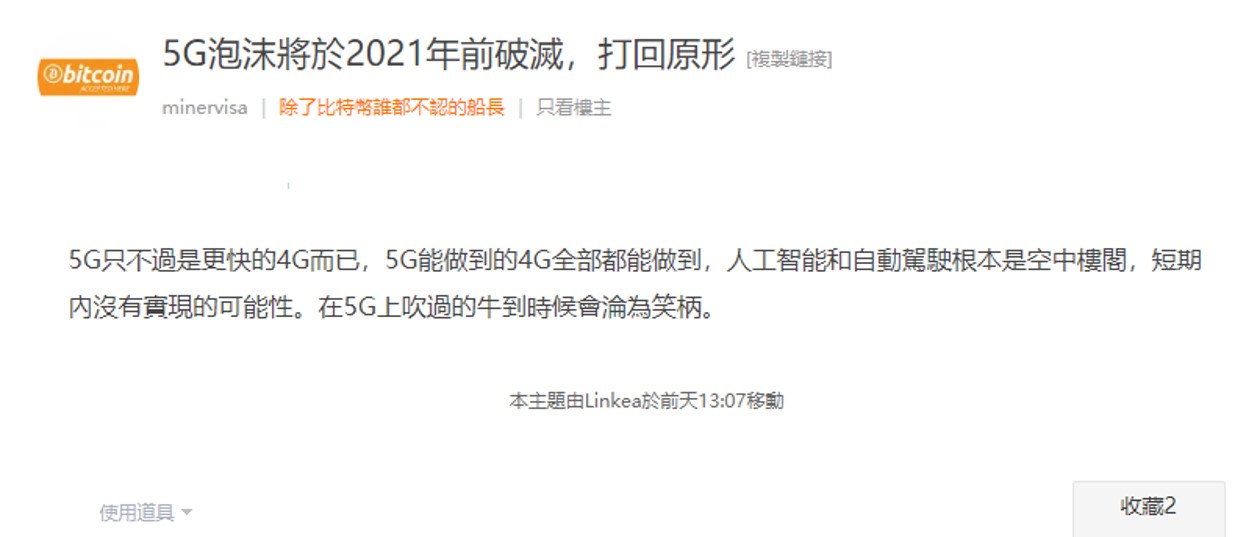 5G泡沫將於2021年前破滅，打回原形 [複製鏈接]
bitcoin
ACCEPTED HERE
minervisa | 除了比特幣誰都不認的船長 | 只看樓主
5G只不過是更快的4G而已，5G能做到的4G全部都能做到，人工智能和自動駕駛根本是空中樓閣，短期
內沒有實現的可能性。在5G上吹過的牛到時候會淪為笑柄。
本主題由Linkea於前天13:07移動
使用道具
收藏2